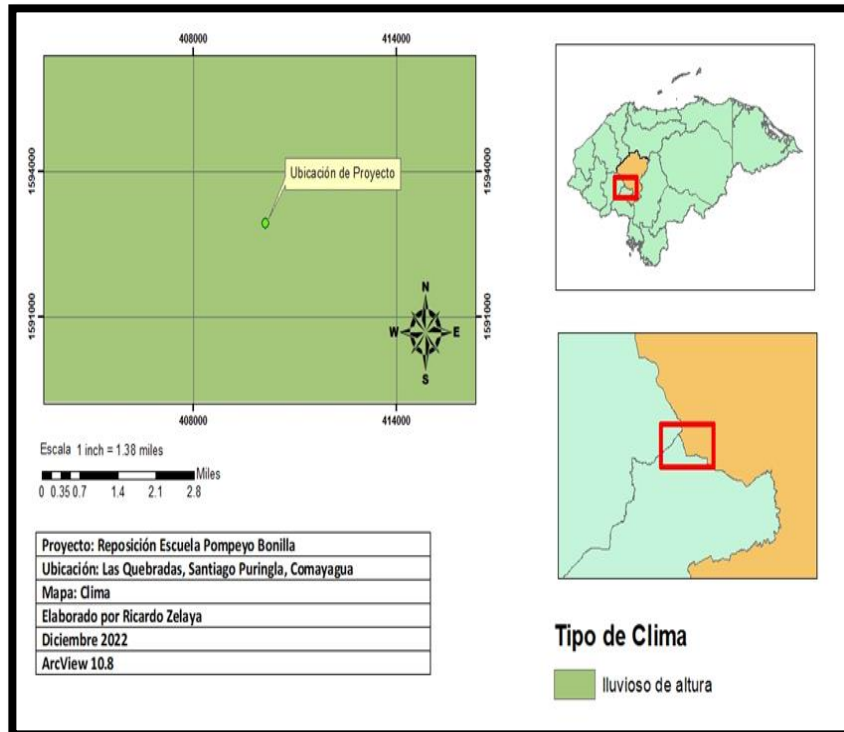 408000
414000
1594000
1594000
Ubicación de Proyecto
N
W
E
S
1591000
1591000
408000
414000
Escala 1 inch = 1.38 miles
Miles
0 0.35 0.7 1.4 2.1 2.8
Proyecto: Reposición Escuela Pompeyo Bonilla
Ubicación: Las Quebradas, Santiago Puringla, Comayagua
Mapa: Clima
Elaborado por Ricardo Zelaya
Diciembre 2022
ArcView 10.8
Tipo de Clima
lluvioso de altura